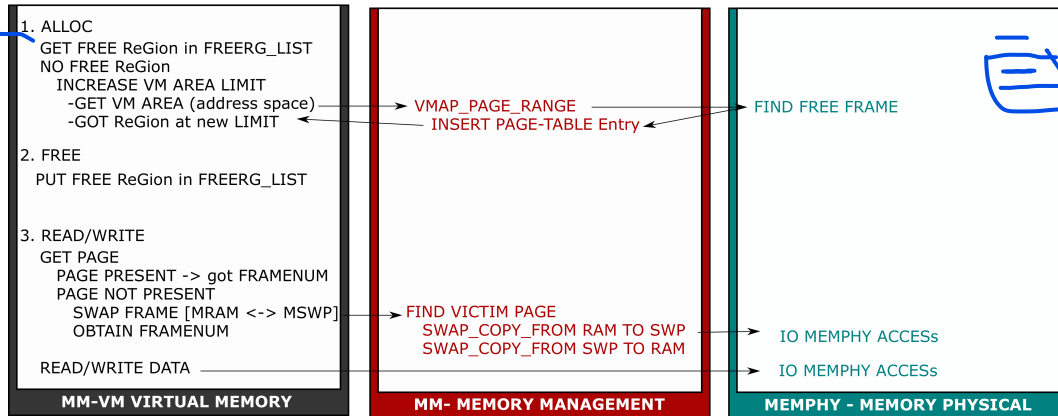 1. ALLOC
GET FREE ReGion in FREERG_LIST
NO FREE ReGion
INCREASE VM AREA LIMIT
-GET VM AREA (address space)
-GOT ReGion at new LIMIT
2. FREE
PUT FREE ReGion in FREERG_LIST
3. READ/WRITE
GET PAGE
PAGE PRESENT -> got FRAMENUM
PAGE NOT PRESENT
SWAP FRAME [MRAM <-> MSWP]
OBTAIN FRAMENUM
READ/WRITE DATA
MM-VM VIRTUAL MEMORY
VMAP_PAGE_RANGE
INSERT PAGE-TABLE Entry
FIND VICTIM PAGE
SWAP_COPY_FROM RAM TO SWP
SWAP_COPY_FROM SWP TO RAM
MM- MEMORY MANAGEMENT
FIND FREE FRAME
IO MEMPHY ACCESs
IO MEMPHY ACCESs
MEMPHY - MEMORY PHYSICAL